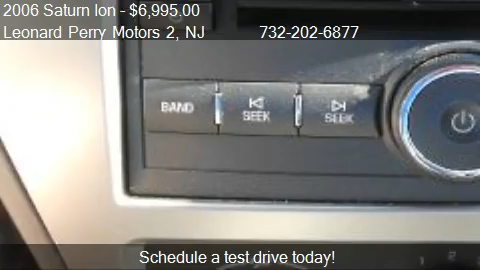 2006 Saturn Ion - $6,995.00
Leonard Perry Motors 2, NJ 732-202-6877
BAND
SEEK
SEEK
Schedule a test drive today!